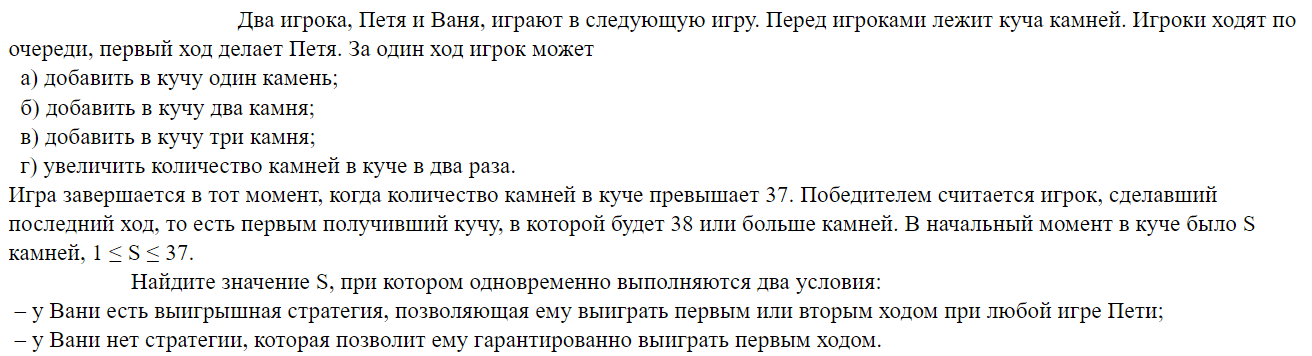 Два игрока, Петя и Ваня, играют в следующую игру. Перед игроками лежит куча камней. Игроки ходят по
очереди, первый ход делает Петя. За один ход игрок может
а) добавить в кучу один камень;
б) добавить в кучу два камня;
в) добавить в кучу три камня;
г) увеличить количество камней в куче в два раза.
Игра завершается в тот момент, когда количество камней в куче превышает 37. Победителем считается игрок, сделавший
последний ход, то есть первым получивший кучу, в которой будет 38 или больше камней. В начальный момент в куче было S
камней, 1 ≤ S ≤ 37.
Найдите значение S, при котором одновременно выполняются два условия:
– у Вани есть выигрышная стратегия, позволяющая ему выиграть первым или вторым ходом при любой игре Пети;
– у Вани нет стратегии, которая позволит ему гарантированно выиграть первым ходом.